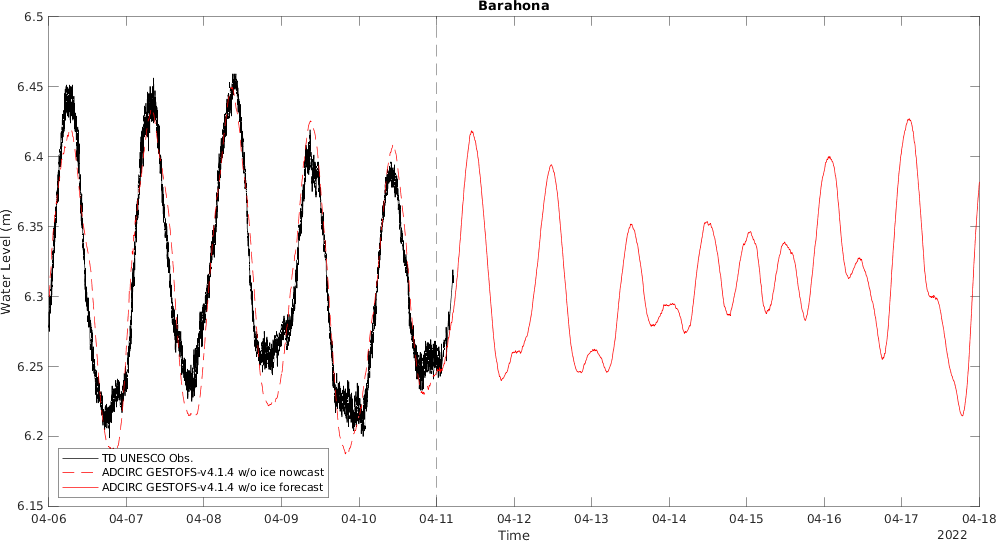 Barahona
6.5
6.45
6.4
6.35
6.3
6.25
6.2
6.15
Water Level (m)
TD UNESCO Obs.
ADCIRC GESTOFS-v4.1.4 w/o ice nowcast
ADCIRC GESTOFS-v4.1.4 w/o ice forecast
04-06 04-07 04-08 04-09 04-10 04-11 04-12 04-13 04-14 04-15 04-16 04-17 04-18
Time
2022